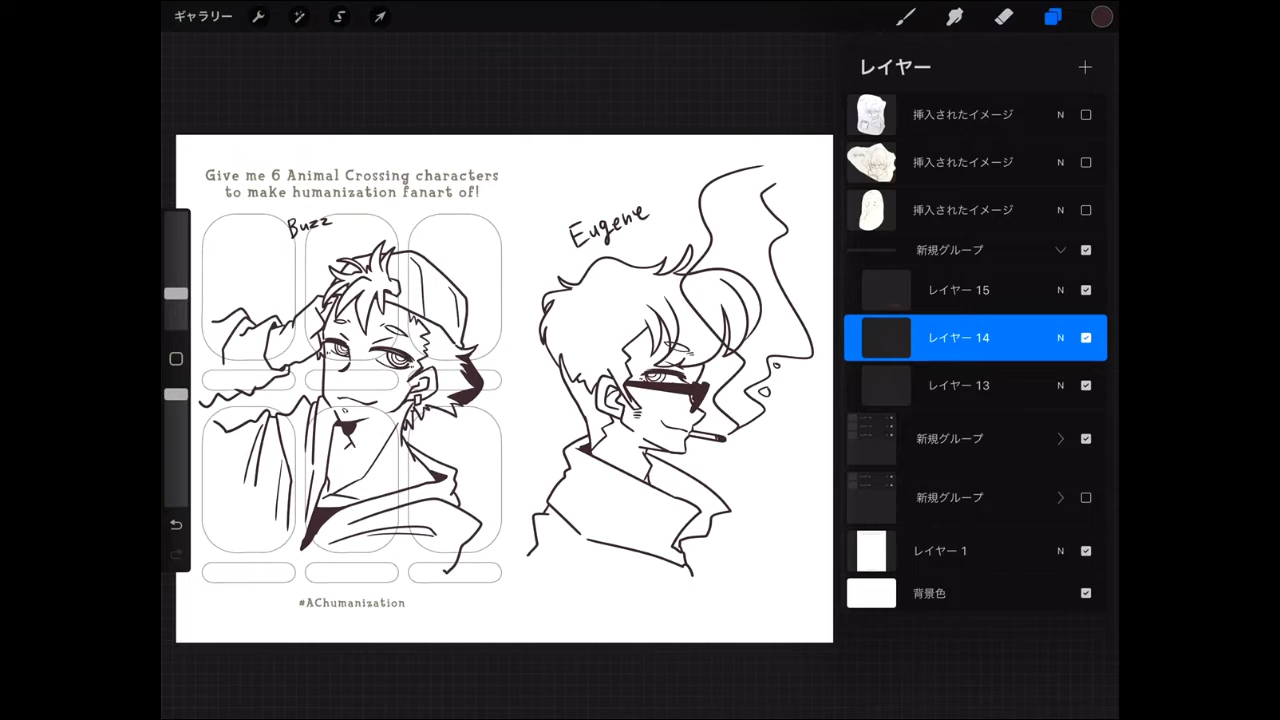 ギャラリー
レイヤー
挿入されたイメージ N
挿入されたイメージ N
挿入されたイメージ N
新規グループ
レイヤー 15 N
レイヤー 14 N
レイヤー 13 N
新規グループ
新規グループ
レイヤー 1 N
背景色
Give me 6 Animal Crossing characters
to make humanization fanart of!
Buzz
Eugene
#AChumanization